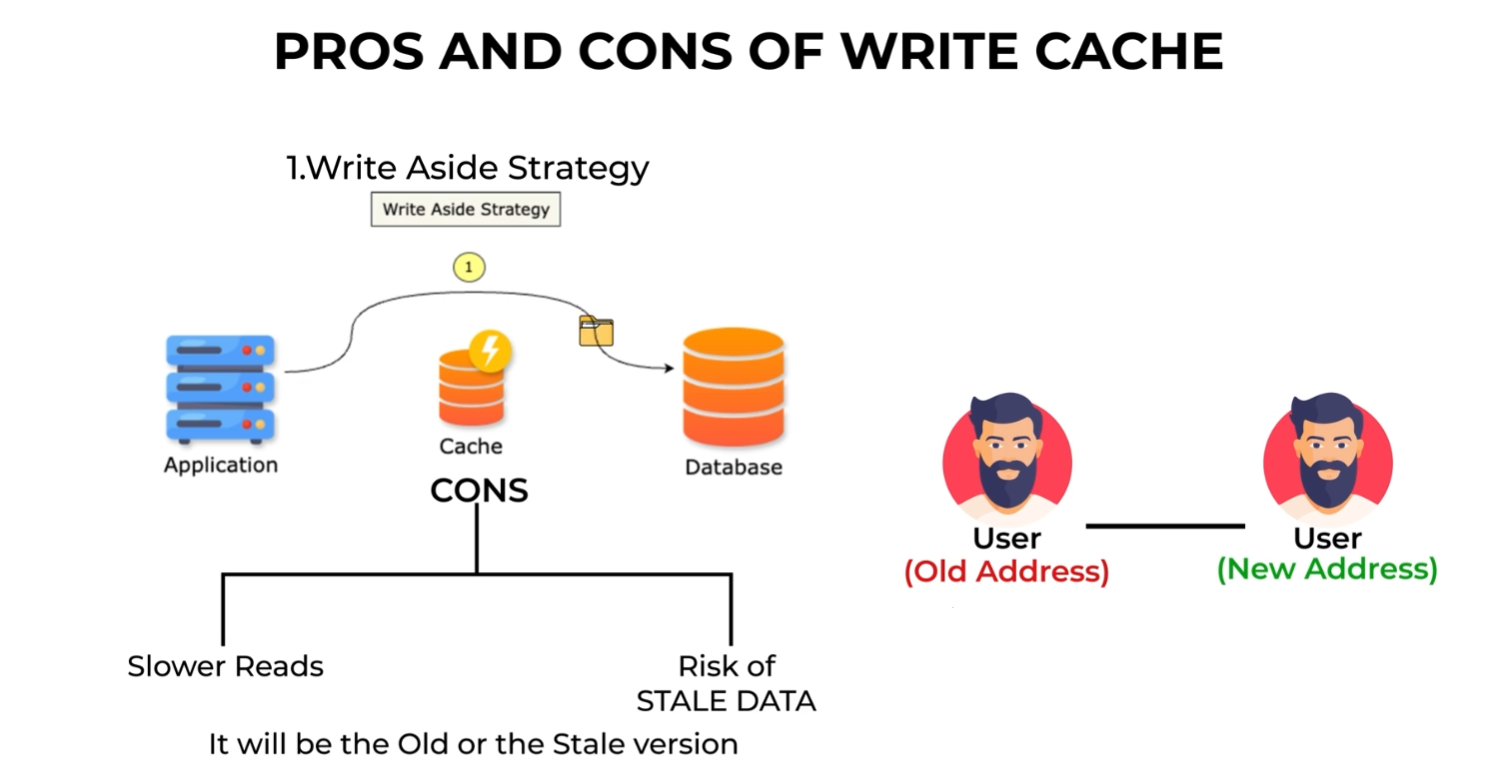 PROS AND CONS OF WRITE CACHE
1.Write Aside Strategy
Write Aside Strategy
1
Application
Cache
Database
CONS
Slower Reads
Risk of
STALE DATA
It will be the Old or the Stale version
User
(Old Address)
User
(New Address)